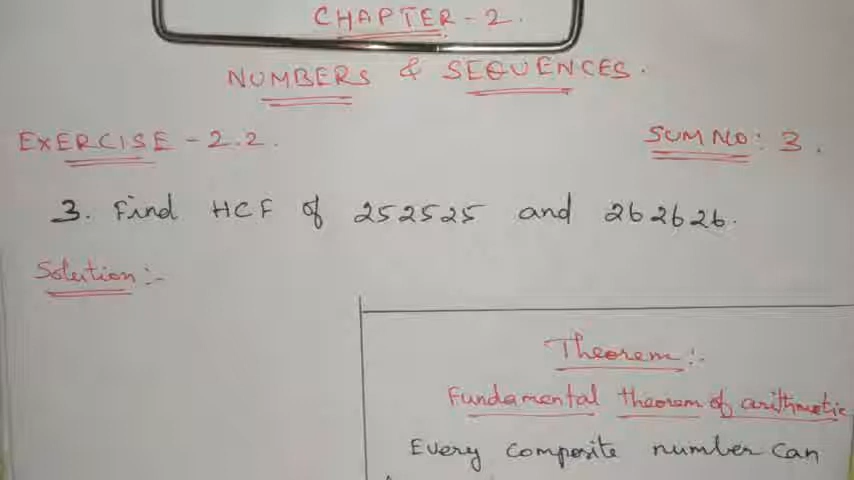 CHAPTER - 2.
NUMBERS & SEQUENCES.
EXERCISE - 2.2.
SUM NO: 3.
3. Find HCF of 252525 and 262626.
Solution:-
Theorem:-
Fundamental theorem of arithmetic
Every composite number can